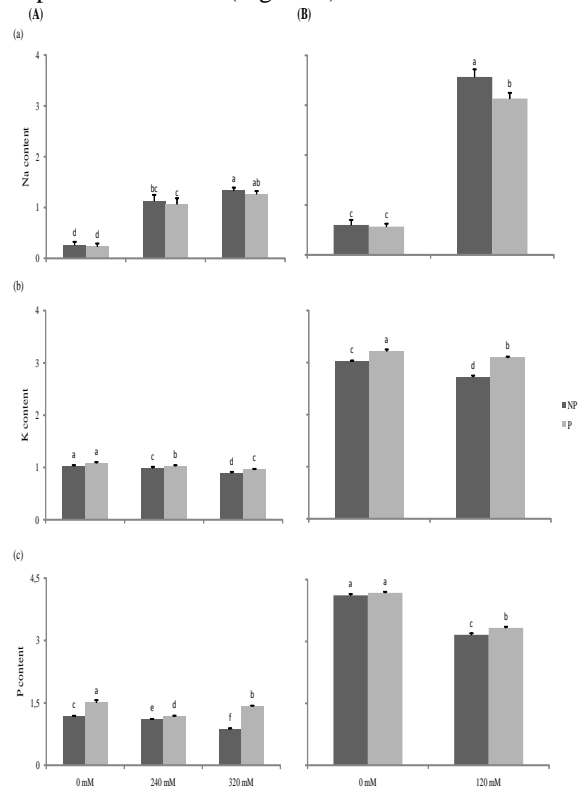 (A) (B)
(a)
4
3
2
1
0
Na content
d d bc c a ab
c c a b
(b)
4
3
2
1
0
K content
a a c b d c
c a d b
NP
P
(c)
4,5
3
1,5
0
P content
c a e d f b
a a c b
0 mM 240 mM 320 mM 0 mM 120 mM